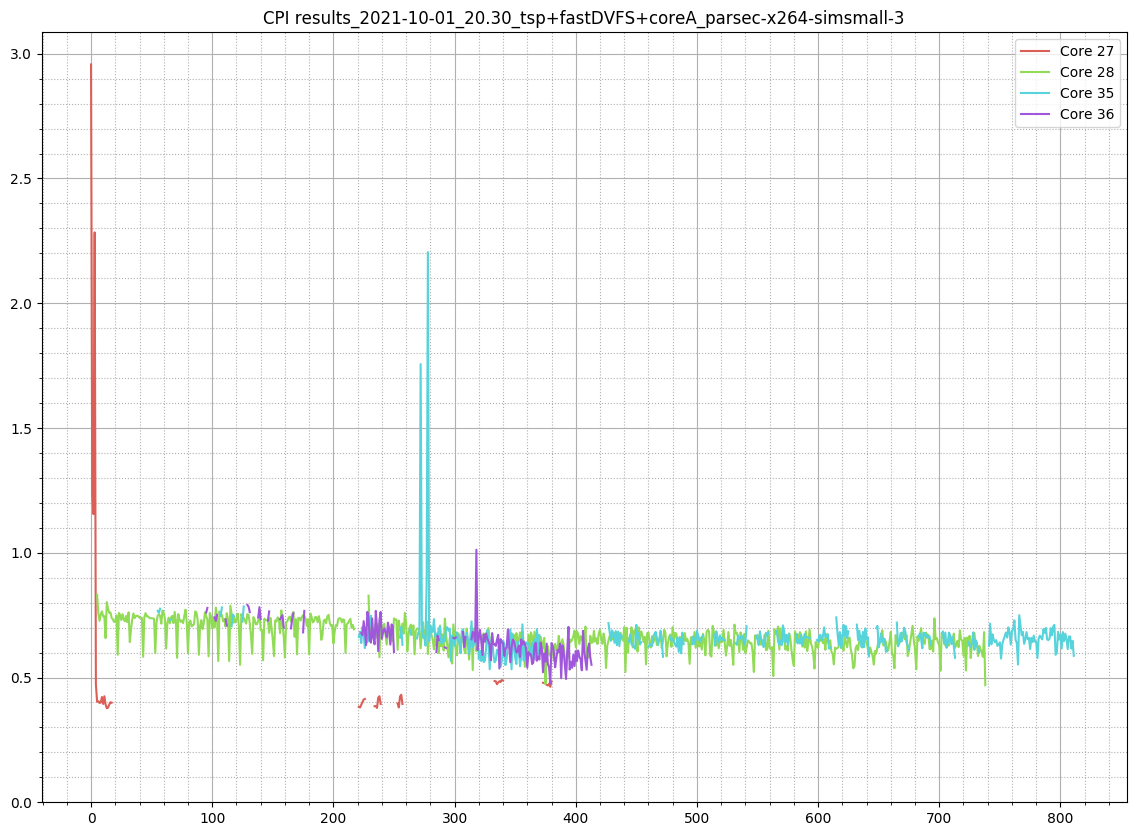 CPI results_2021-10-01_20.30_tsp+fastDVFS+coreA_parsec-x264-simsmall-3
Core 27
Core 28
Core 35
Core 36
3.0
2.5
2.0
1.5
1.0
0.5
0.0
0 100 200 300 400 500 600 700 800